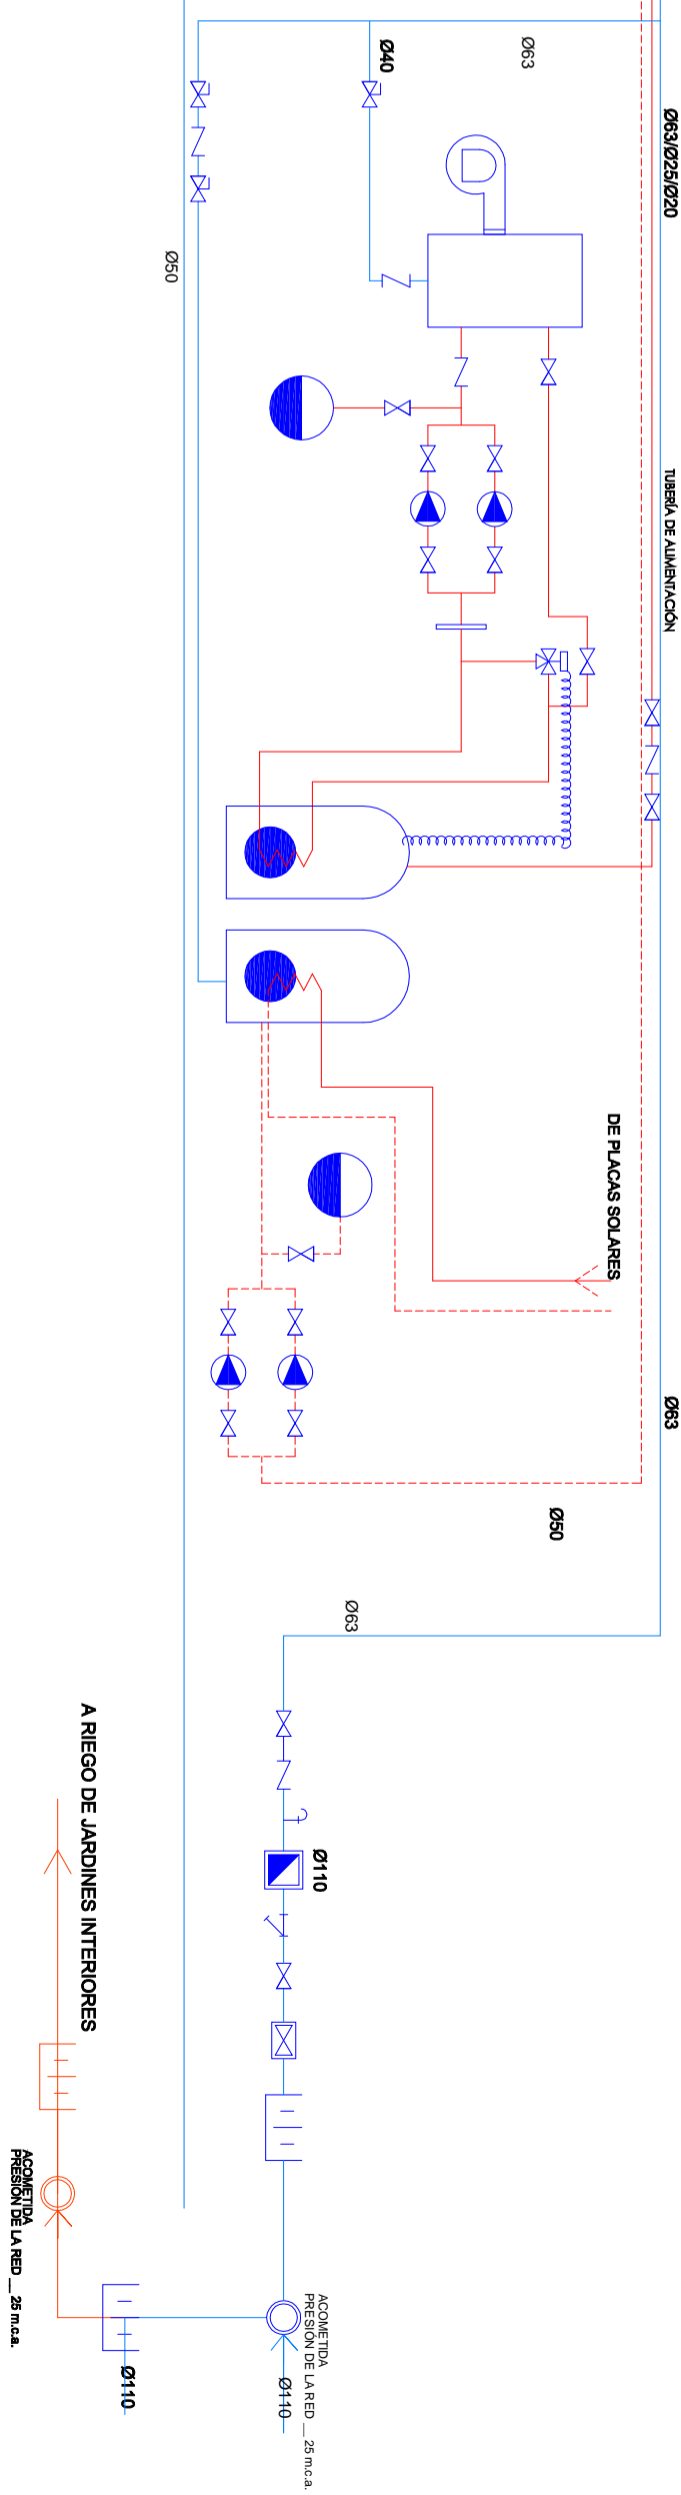 Ø40
Ø63
Ø63/Ø25/Ø20
Ø50
TUBERÍA DE ALIMENTACIÓN
DE PLACAS SOLARES
Ø63
Ø50
Ø63
A RIEGO DE JARDINES INTERIORES
Ø110
ACOMETIDA
PRESIÓN DE LA RED __ 25 m.c.a.
ACOMETIDA
PRESIÓN DE LA RED __ 25 m.c.a.
Ø110
Ø110